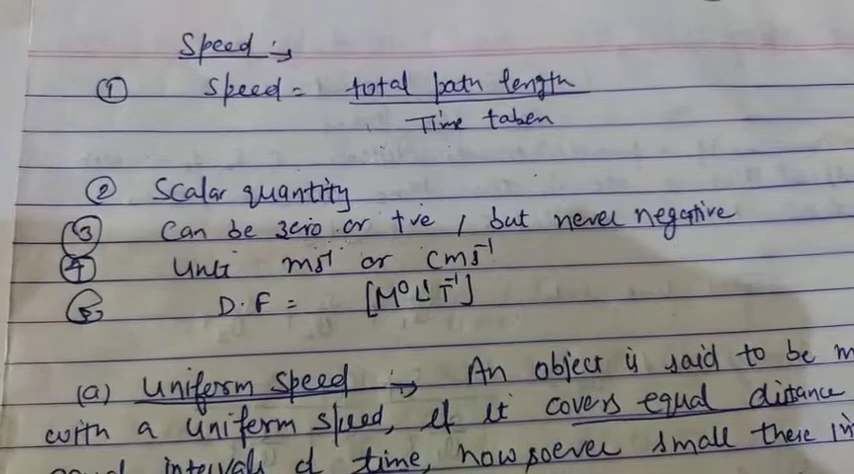 Speed :→
① Speed = total path length
Time taken
② Scalar quantity
③ Can be zero or +ve, but never negative
④ Unit ms⁻¹ or cms⁻¹
⑤ D.F = [M⁰L¹T⁻¹]
(a) Uniform speed :→ An object is said to be m
with a uniform speed, if it covers equal distance
equal intervals of time, howsoever small these in